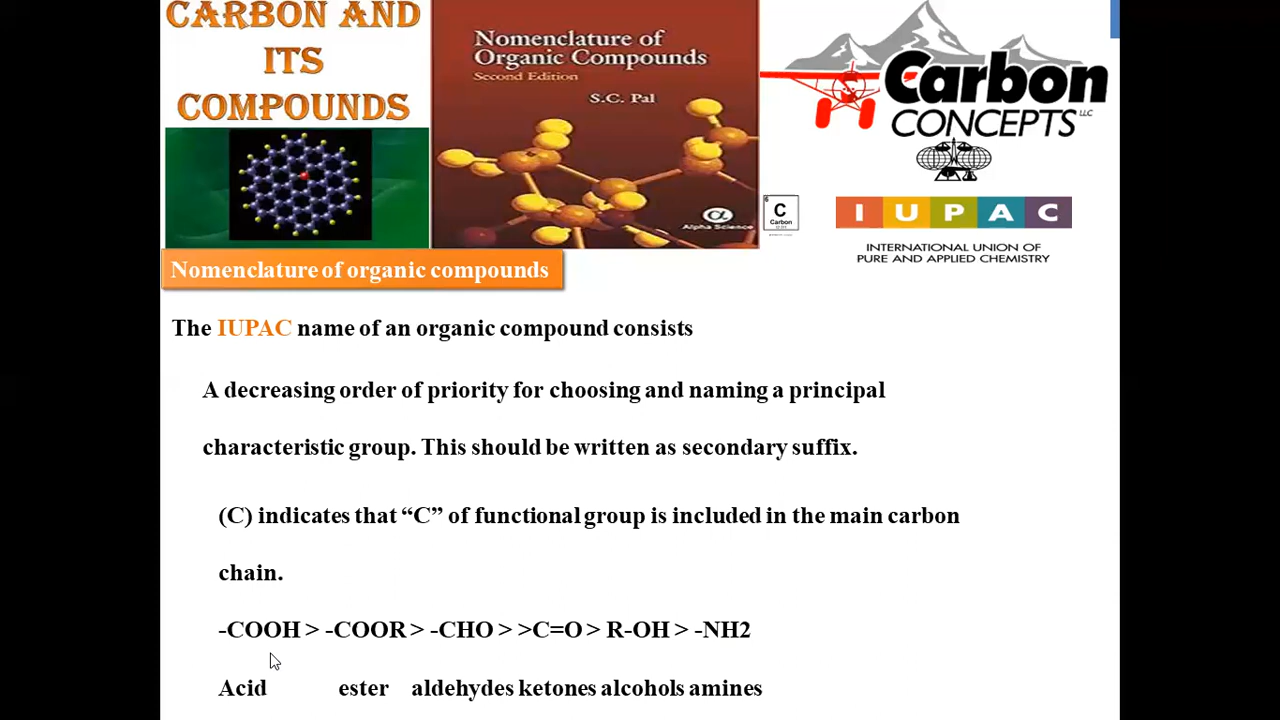 CARBON AND
ITS
COMPOUNDS
Nomenclature of
Organic Compounds
Second Edition
S.C. Pal
Alpha Science
Carbon
CONCEPTS LLC
6
C
Carbon
I U P A C
INTERNATIONAL UNION OF
PURE AND APPLIED CHEMISTRY
Nomenclature of organic compounds
The IUPAC name of an organic compound consists
A decreasing order of priority for choosing and naming a principal
characteristic group. This should be written as secondary suffix.
(C) indicates that “C” of functional group is included in the main carbon
chain.
-COOH > -COOR > -CHO > >C=O > R-OH > -NH2
Acid ester aldehydes ketones alcohols amines